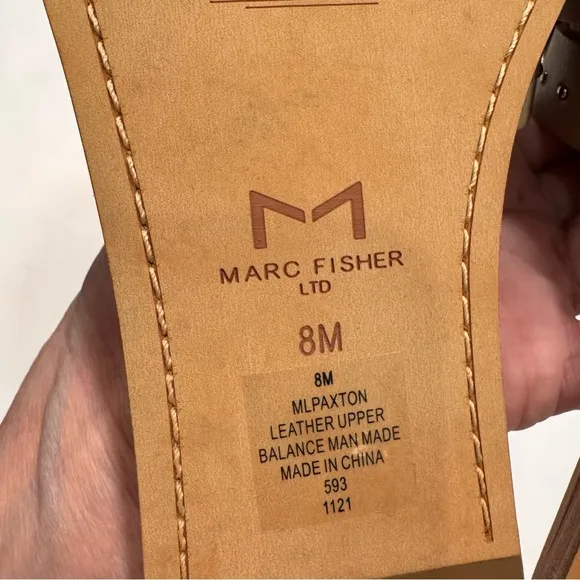 MARC FISHER
LTD
8M
8M
MLPAXTON
LEATHER UPPER
BALANCE MAN MADE
MADE IN CHINA
593
1121